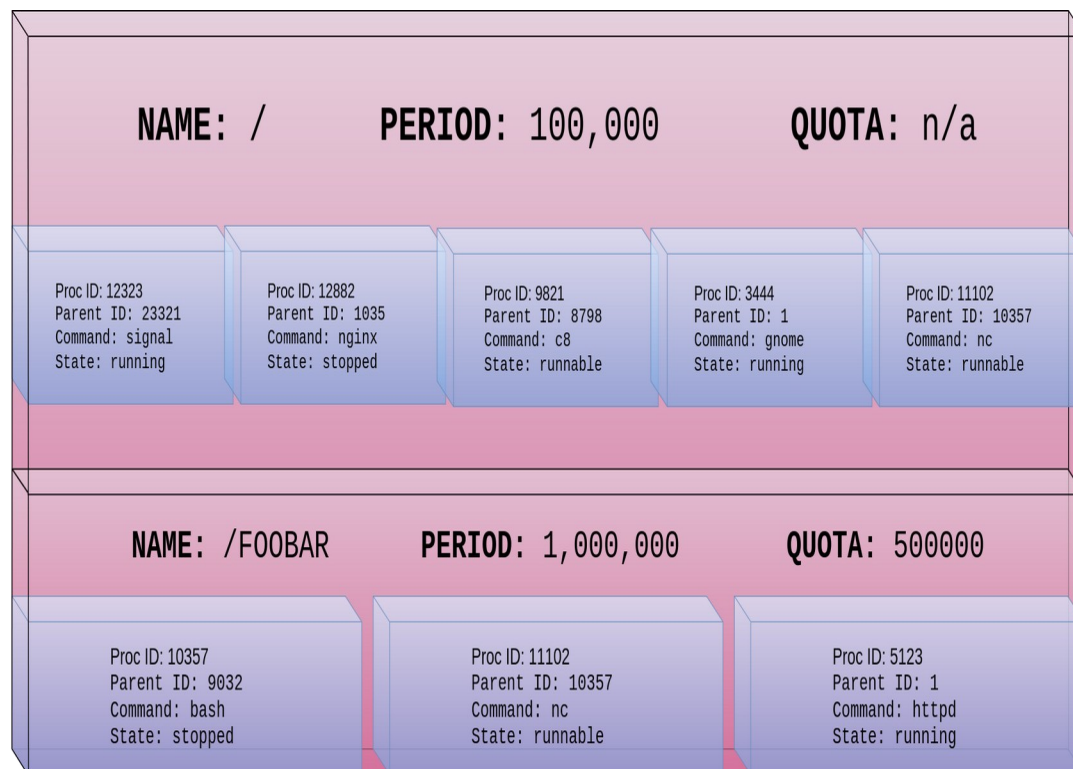 NAME: / PERIOD: 100,000 QUOTA: n/a
Proc ID: 12323
Parent ID: 23321
Command: signal
State: running
Proc ID: 12882
Parent ID: 1035
Command: nginx
State: stopped
Proc ID: 9821
Parent ID: 8798
Command: c8
State: runnable
Proc ID: 3444
Parent ID: 1
Command: gnome
State: running
Proc ID: 11102
Parent ID: 10357
Command: nc
State: runnable
NAME: /FOOBAR PERIOD: 1,000,000 QUOTA: 500000
Proc ID: 10357
Parent ID: 9032
Command: bash
State: stopped
Proc ID: 11102
Parent ID: 10357
Command: nc
State: runnable
Proc ID: 5123
Parent ID: 1
Command: httpd
State: running